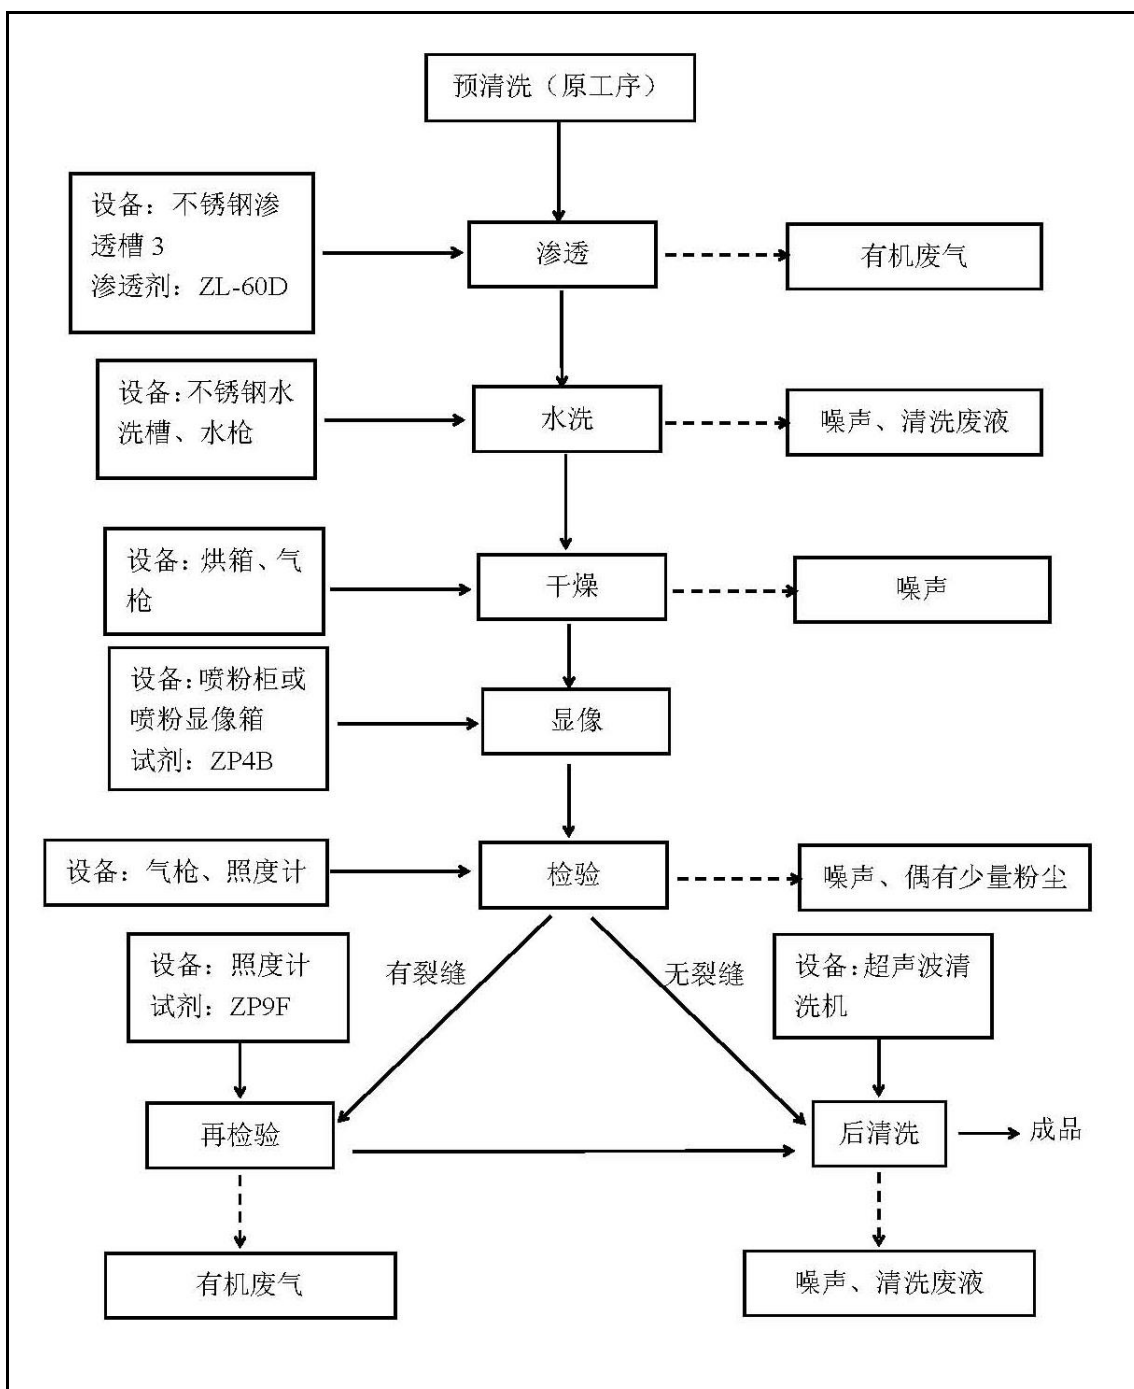 预清洗（原工序）
设备：不锈钢渗
透槽 3
渗透剂：ZL-60D
渗透
有机废气
设备：不锈钢水
洗槽、水枪
水洗
噪声、清洗废液
设备：烘箱、气
枪
干燥
噪声
设备：喷粉柜或
喷粉显像箱
试剂：ZP4B
显像
设备：气枪、照度计
检验
噪声、偶有少量粉尘
设备：照度计
试剂：ZP9F
有裂缝
无裂缝
设备：超声波清
洗机
再检验
后清洗
成品
有机废气
噪声、清洗废液